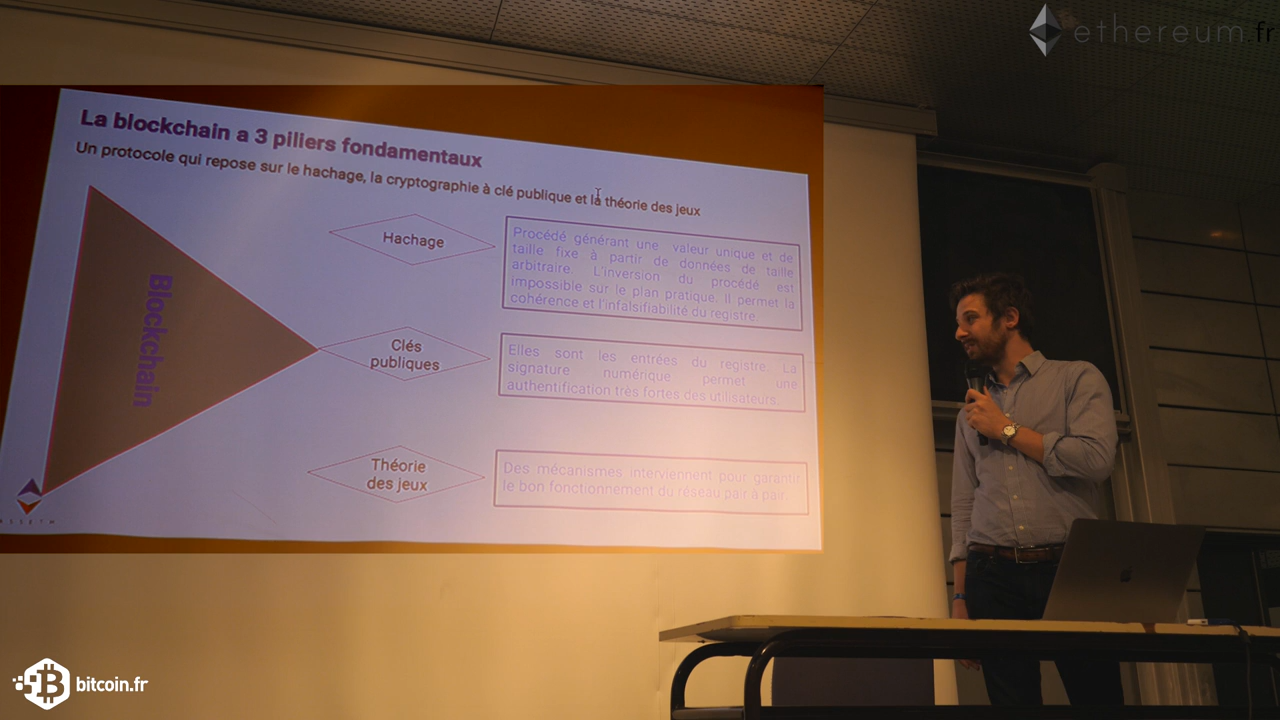 ethereum.fr
La blockchain a 3 piliers fondamentaux
Un protocole qui repose sur le hachage, la cryptographie à clé publique et la théorie des jeux
Blockchain
Hachage
Procédé générant une valeur unique et de
taille fixe à partir de données de taille
arbitraire. L'inversion du procédé est
impossible sur le plan pratique. Il permet la
cohérence et l'infalsifiabilité du registre.
Clés
publiques
Elles sont les entrées du registre. La
signature numérique permet une
authentification très fortes des utilisateurs.
Théorie
des jeux
Des mécanismes interviennent pour garantir
le bon fonctionnement du réseau pair à pair.
bitcoin.fr